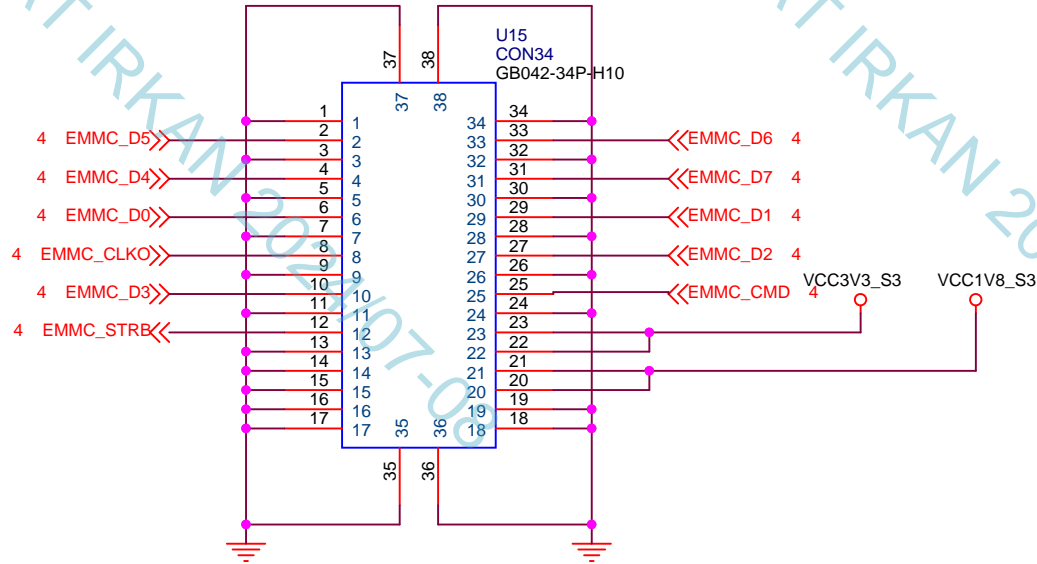 AT IRKAN 2024/07-08
AT IRKAN 20
U15
CON34
GB042-34P-H10
37 38
37 38
1 1 34 34
4 EMMC_D5 2 2 33 33 EMMC_D6 4
3 3 32 32
4 EMMC_D4 4 4 31 31 EMMC_D7 4
5 5 30 30
4 EMMC_D0 6 6 29 29 EMMC_D1 4
7 7 28 28
4 EMMC_CLKO 8 8 27 27 EMMC_D2 4
9 9 26 26
4 EMMC_D3 10 10 25 25 EMMC_CMD 4
VCC3V3_S3 VCC1V8_S3
11 11 24 24
4 EMMC_STRB 12 12 23 23
13 13 22 22
14 14 21 21
15 15 20 20
16 16 19 19
17 17 18 18
35 36
35 36